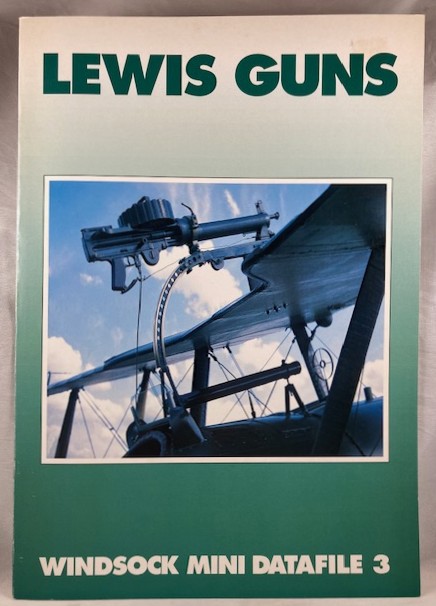 LEWIS GUNS
WINDSOCK MINI DATAFILE 3